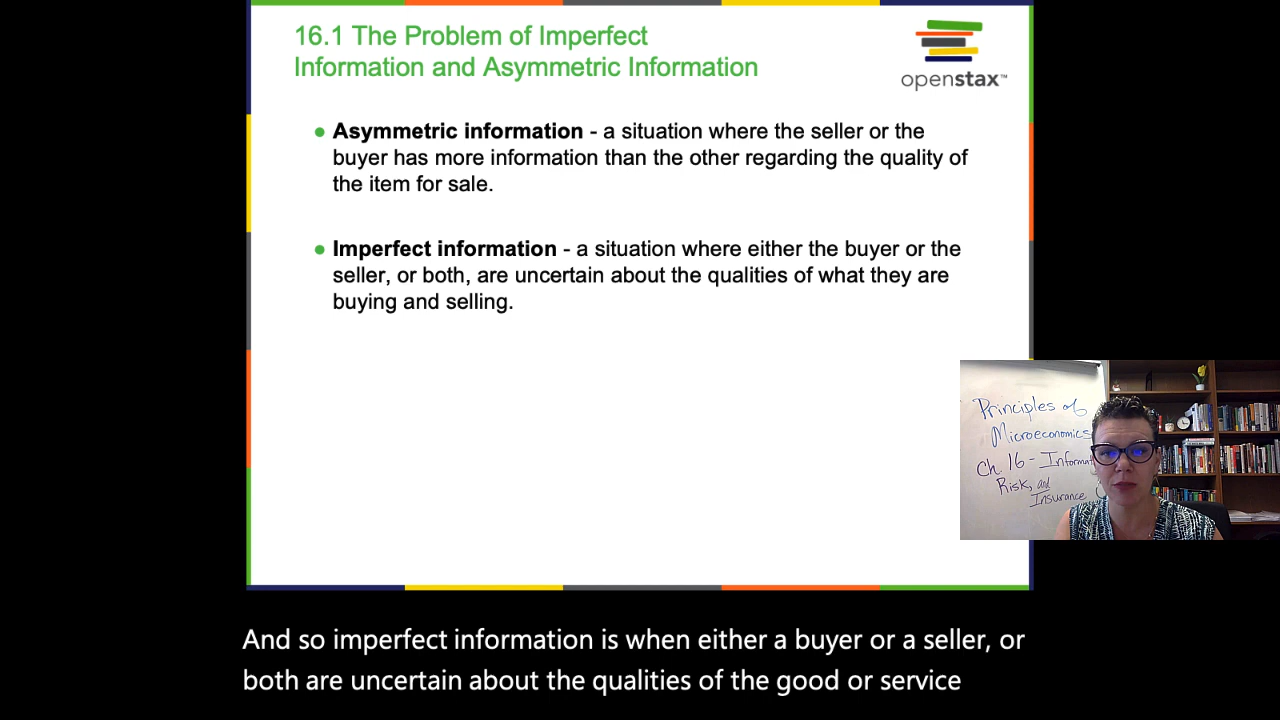 16.1 The Problem of Imperfect
Information and Asymmetric Information
openstax™
● Asymmetric information - a situation where the seller or the
buyer has more information than the other regarding the quality of
the item for sale.
● Imperfect information - a situation where either the buyer or the
seller, or both, are uncertain about the qualities of what they are
buying and selling.
Principles of
Microeconomics
Ch. 16 - Informat
Risk, and
Insurance
And so imperfect information is when either a buyer or a seller, or
both are uncertain about the qualities of the good or service